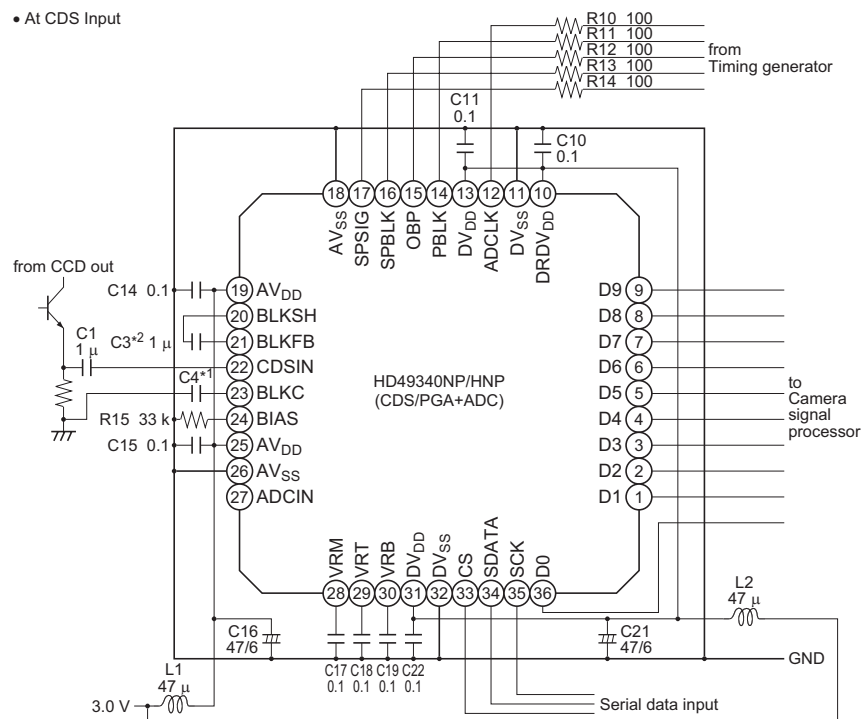 • At CDS Input
R10 100
R11 100
R12 100
R13 100
R14 100
from
Timing generator
C11
0.1
C10
0.1
18 17 16 15 14 13 12 11 10
AVSS
SPSIG
SPBLK
OBP
PBLK
DVDD
ADCLK
DVSS
DRDVDD
from CCD out
C14 0.1
19 AVDD
20 BLKSH
C3*2 1 μ
21 BLKFB
C1
1 μ
22 CDSIN
C4*1
23 BLKC
R15 33 k
24 BIAS
C15 0.1
25 AVDD
26 AVSS
27 ADCIN
HD49340NP/HNP
(CDS/PGA+ADC)
D9 9
D8 8
D7 7
D6 6
D5 5
D4 4
D3 3
D2 2
D1 1
to
Camera
signal
processor
VRM
VRT
VRB
DVDD
DVSS
CS
SDATA
SCK
D0
28 29 30 31 32 33 34 35 36
C16
47/6
C17
0.1
C18
0.1
C19
0.1
C22
0.1
C21
47/6
L2
47 μ
GND
L1
47 μ
3.0 V
Serial data input